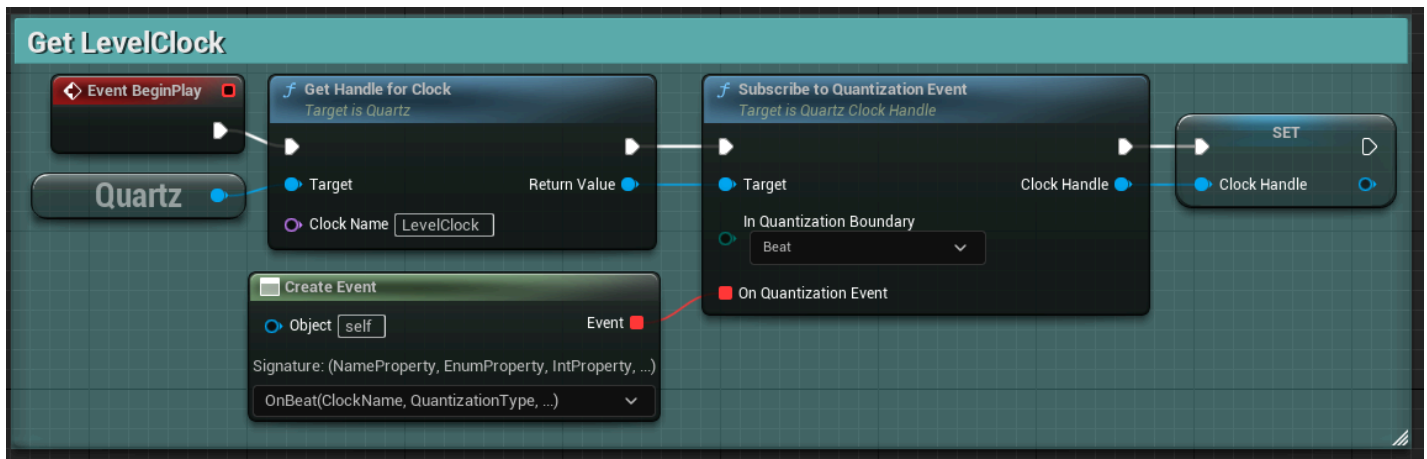 Get LevelClock
Event BeginPlay
Quartz
Get Handle for Clock
Target is Quartz
Target
Return Value
Clock Name LevelClock
Create Event
Object self
Event
Signature: (NameProperty, EnumProperty, IntProperty, ...)
OnBeat(ClockName, QuantizationType, ...)
Subscribe to Quantization Event
Target is Quartz Clock Handle
Target
Clock Handle
In Quantization Boundary
Beat
On Quantization Event
SET
Clock Handle